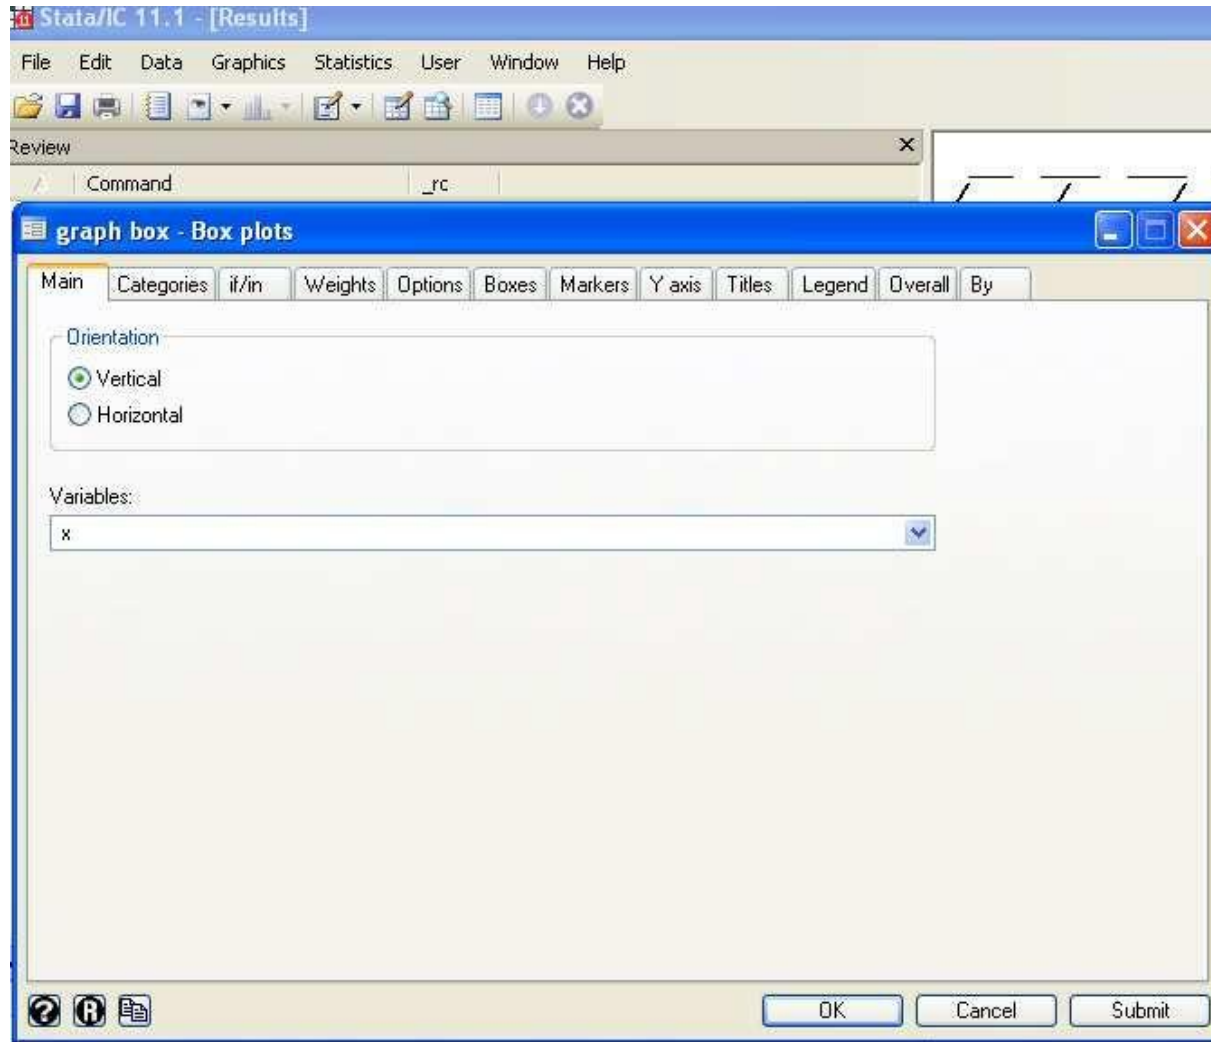 Stata/IC 11.1 - [Results]
File Edit Data Graphics Statistics User Window Help
Review
Command _rc
graph box - Box plots
Main Categories if/in Weights Options Boxes Markers Y axis Titles Legend Overall By
Orientation
Vertical
Horizontal
Variables:
x
OK Cancel Submit